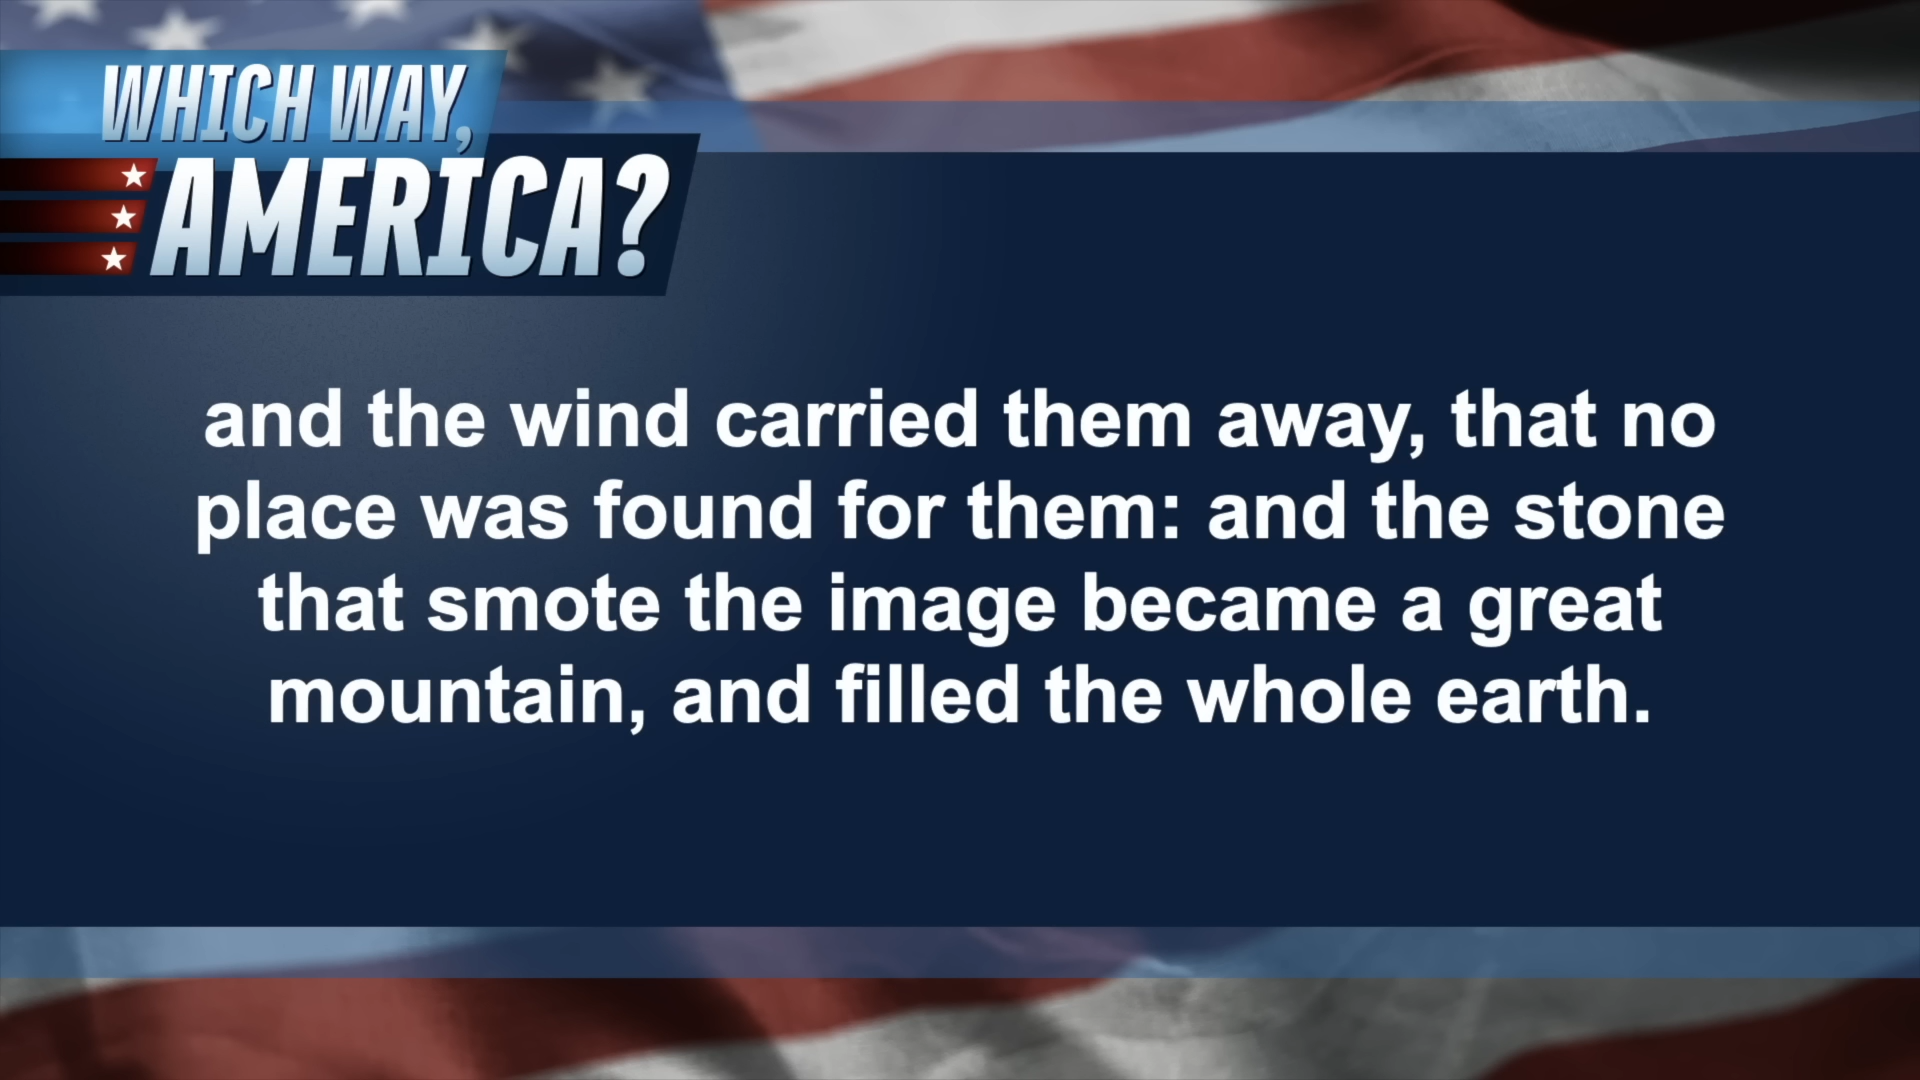 WHICH WAY,
AMERICA?
and the wind carried them away, that no
place was found for them: and the stone
that smote the image became a great
mountain, and filled the whole earth.